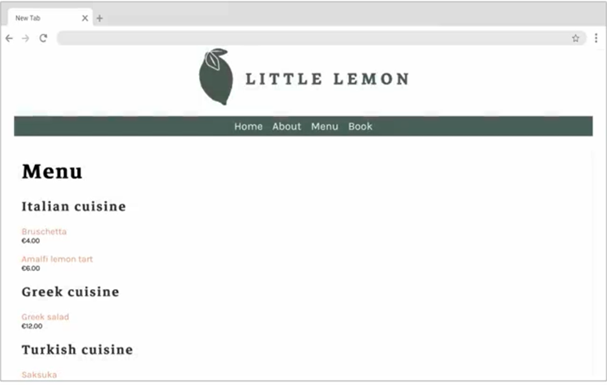 New Tab
LITTLE LEMON
Home About Menu Book
Menu
Italian cuisine
Bruschetta
€4.00
Amalfi lemon tart
€6.00
Greek cuisine
Greek salad
€12.00
Turkish cuisine
Saksuka